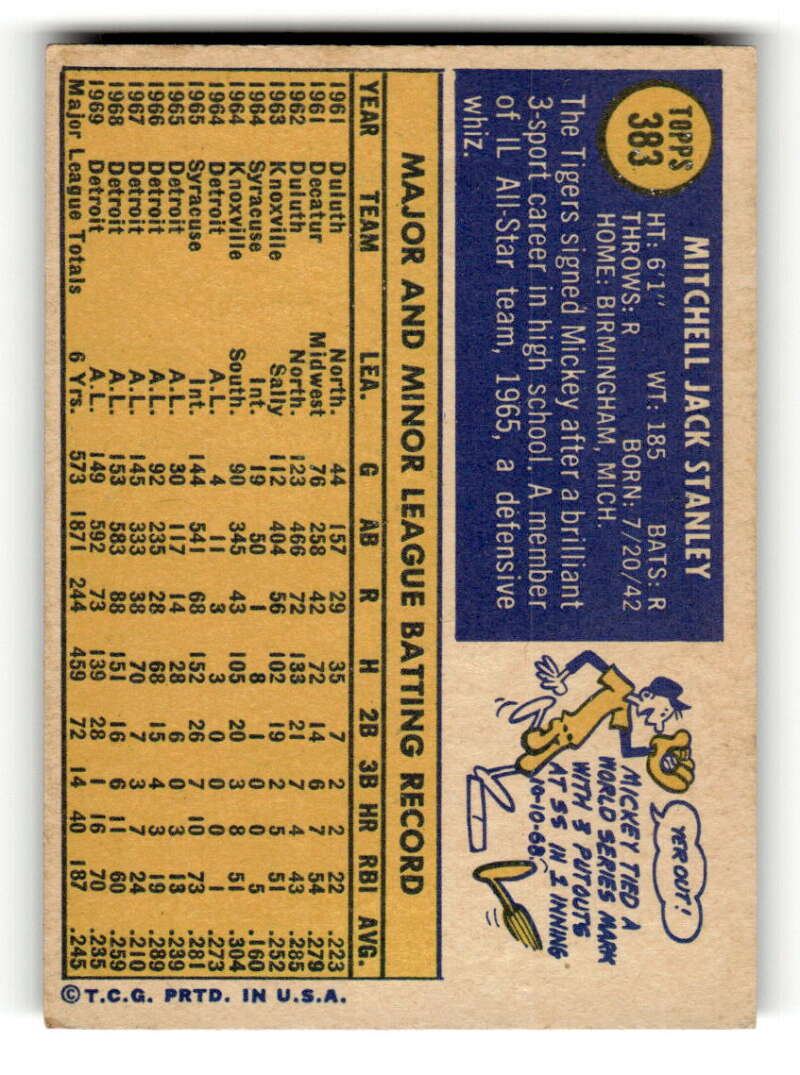 TOPPS
383
MITCHELL JACK STANLEY
HT: 6'1" WT: 185 BATS: R
THROWS: R BORN: 7/20/42
HOME: BIRMINGHAM, MICH.
The Tigers signed Mickey after a brilliant
3-sport career in high school. A member
of IL All-Star team, 1965, a defensive
whiz.
YER OUT!
MICKEY TIED A
WORLD SERIES MARK
WITH 3 PUTOUTS
AT SS IN 1 INNING
10-10-68
MAJOR AND MINOR LEAGUE BATTING RECORD
YEAR TEAM LEA. G AB R H 2B 3B HR RBI AVG.
1961 Duluth North. 44 157 29 35 7 2 2 22 .223
1961 Decatur Midwest 76 258 42 72 14 6 7 54 .279
1962 Duluth North. 123 466 72 133 21 7 4 43 .285
1963 Knoxville Sally 112 404 56 102 19 2 5 51 .252
1964 Syracuse Int. 19 50 1 8 1 0 0 5 .160
1964 Knoxville South. 90 345 43 105 20 3 8 51 .304
1964 Detroit A.L. 4 11 3 3 0 0 0 1 .273
1965 Syracuse Int. 144 541 68 152 26 7 10 73 .281
1965 Detroit A.L. 30 117 14 28 6 0 3 13 .239
1966 Detroit A.L. 92 235 28 68 15 4 3 19 .289
1967 Detroit A.L. 145 333 38 70 7 3 7 24 .210
1968 Detroit A.L. 153 583 88 151 16 6 11 60 .259
1969 Detroit A.L. 149 592 73 139 28 1 16 70 .235
Major League Totals 6 Yrs. 573 1871 244 459 72 14 40 187 .245
© T.C.G. PRTD. IN U.S.A.